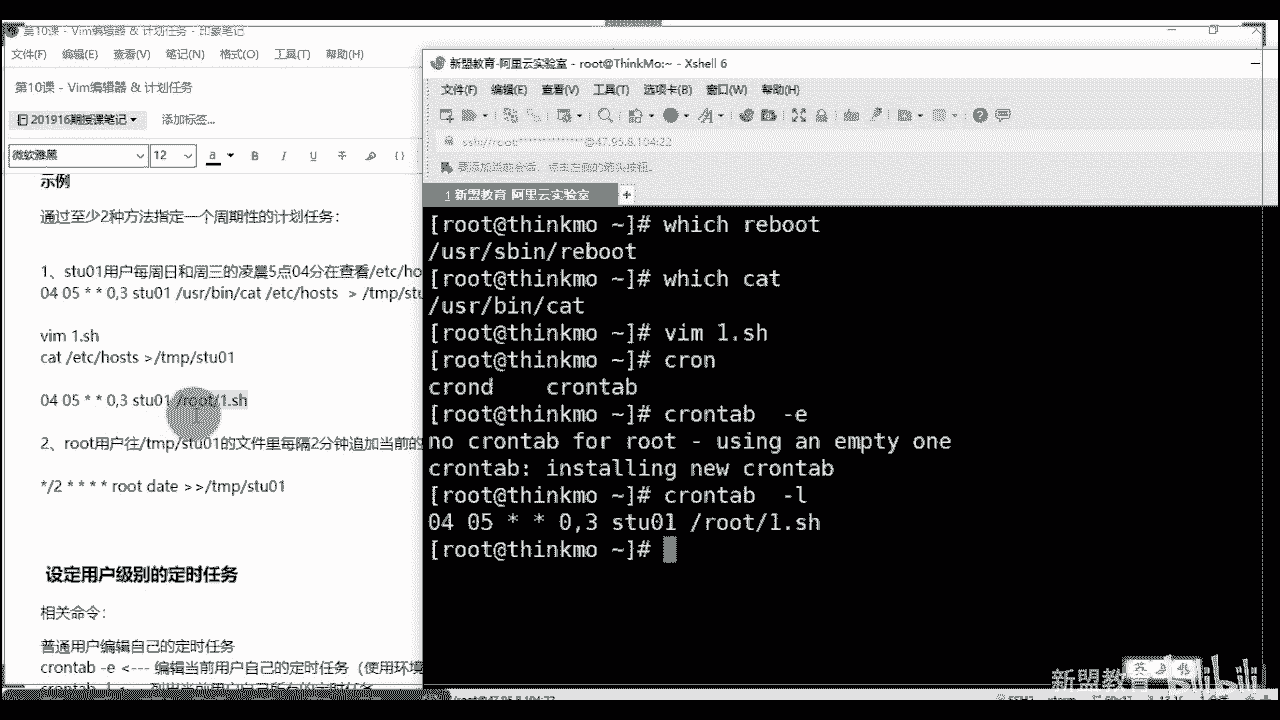 第10课 - Vim编辑器 & 计划任务 - 印象笔记
文件(F) 编辑(E) 查看(V) 笔记(N) 格式(O) 工具(T) 帮助(H)
第10课 - Vim编辑器 & 计划任务
201916期授课笔记
添加标签...
微软雅黑 12 a B I U
示例
通过至少2种方法指定一个周期性的计划任务：
1、stu01用户每周日和周三的凌晨5点04分在查看/etc/ho
04 05 * * 0,3 stu01 /usr/bin/cat /etc/hosts > /tmp/stu
vim 1.sh
cat /etc/hosts >/tmp/stu01
04 05 * * 0,3 stu01 /root/1.sh
2、root用户往/tmp/stu01的文件里每隔2分钟追加当前的
*/2 * * * * root date >>/tmp/stu01
设定用户级别的定时任务
相关命令：
普通用户编辑自己的定时任务
crontab -e <--- 编辑当前用户自己的定时任务（使用环境
新盟教育-阿里云实验室 - root@ThinkMo:~ - Xshell 6
文件(F) 编辑(E) 查看(V) 工具(T) 选项卡(B) 窗口(W) 帮助(H)
ssh://root:**************@47.95.8.104:22
要添加当前会话，点击左侧的箭头按钮。
1 新盟教育 阿里云实验室 +
[root@thinkmo ~]# which reboot
/usr/sbin/reboot
[root@thinkmo ~]# which cat
/usr/bin/cat
[root@thinkmo ~]# vim 1.sh
[root@thinkmo ~]# cron
crond crontab
[root@thinkmo ~]# crontab -e
no crontab for root - using an empty one
crontab: installing new crontab
[root@thinkmo ~]# crontab -l
04 05 * * 0,3 stu01 /root/1.sh
[root@thinkmo ~]#
新盟教育 bilibili